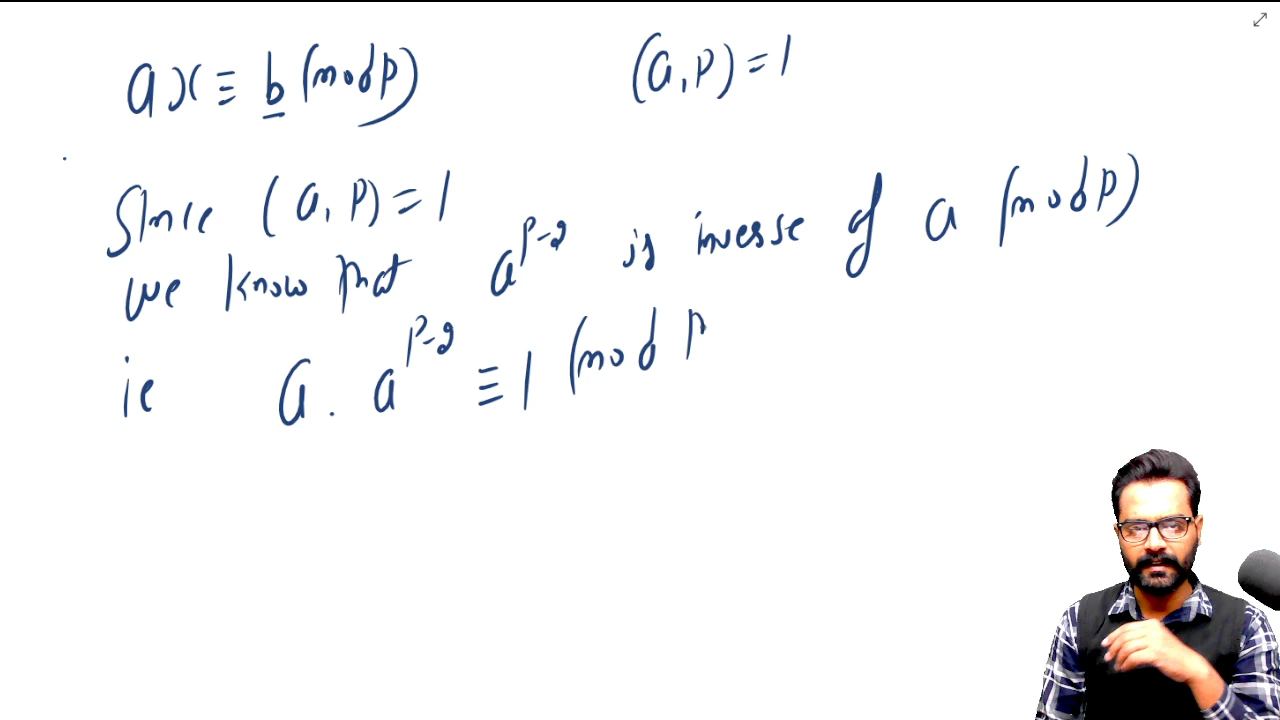 ax ≡ b (mod p) (a, p) = 1
Since (a, p) = 1
we know that a^{p-2} is inverse of a (mod p)
ie a . a^{p-2} ≡ 1 (mod p